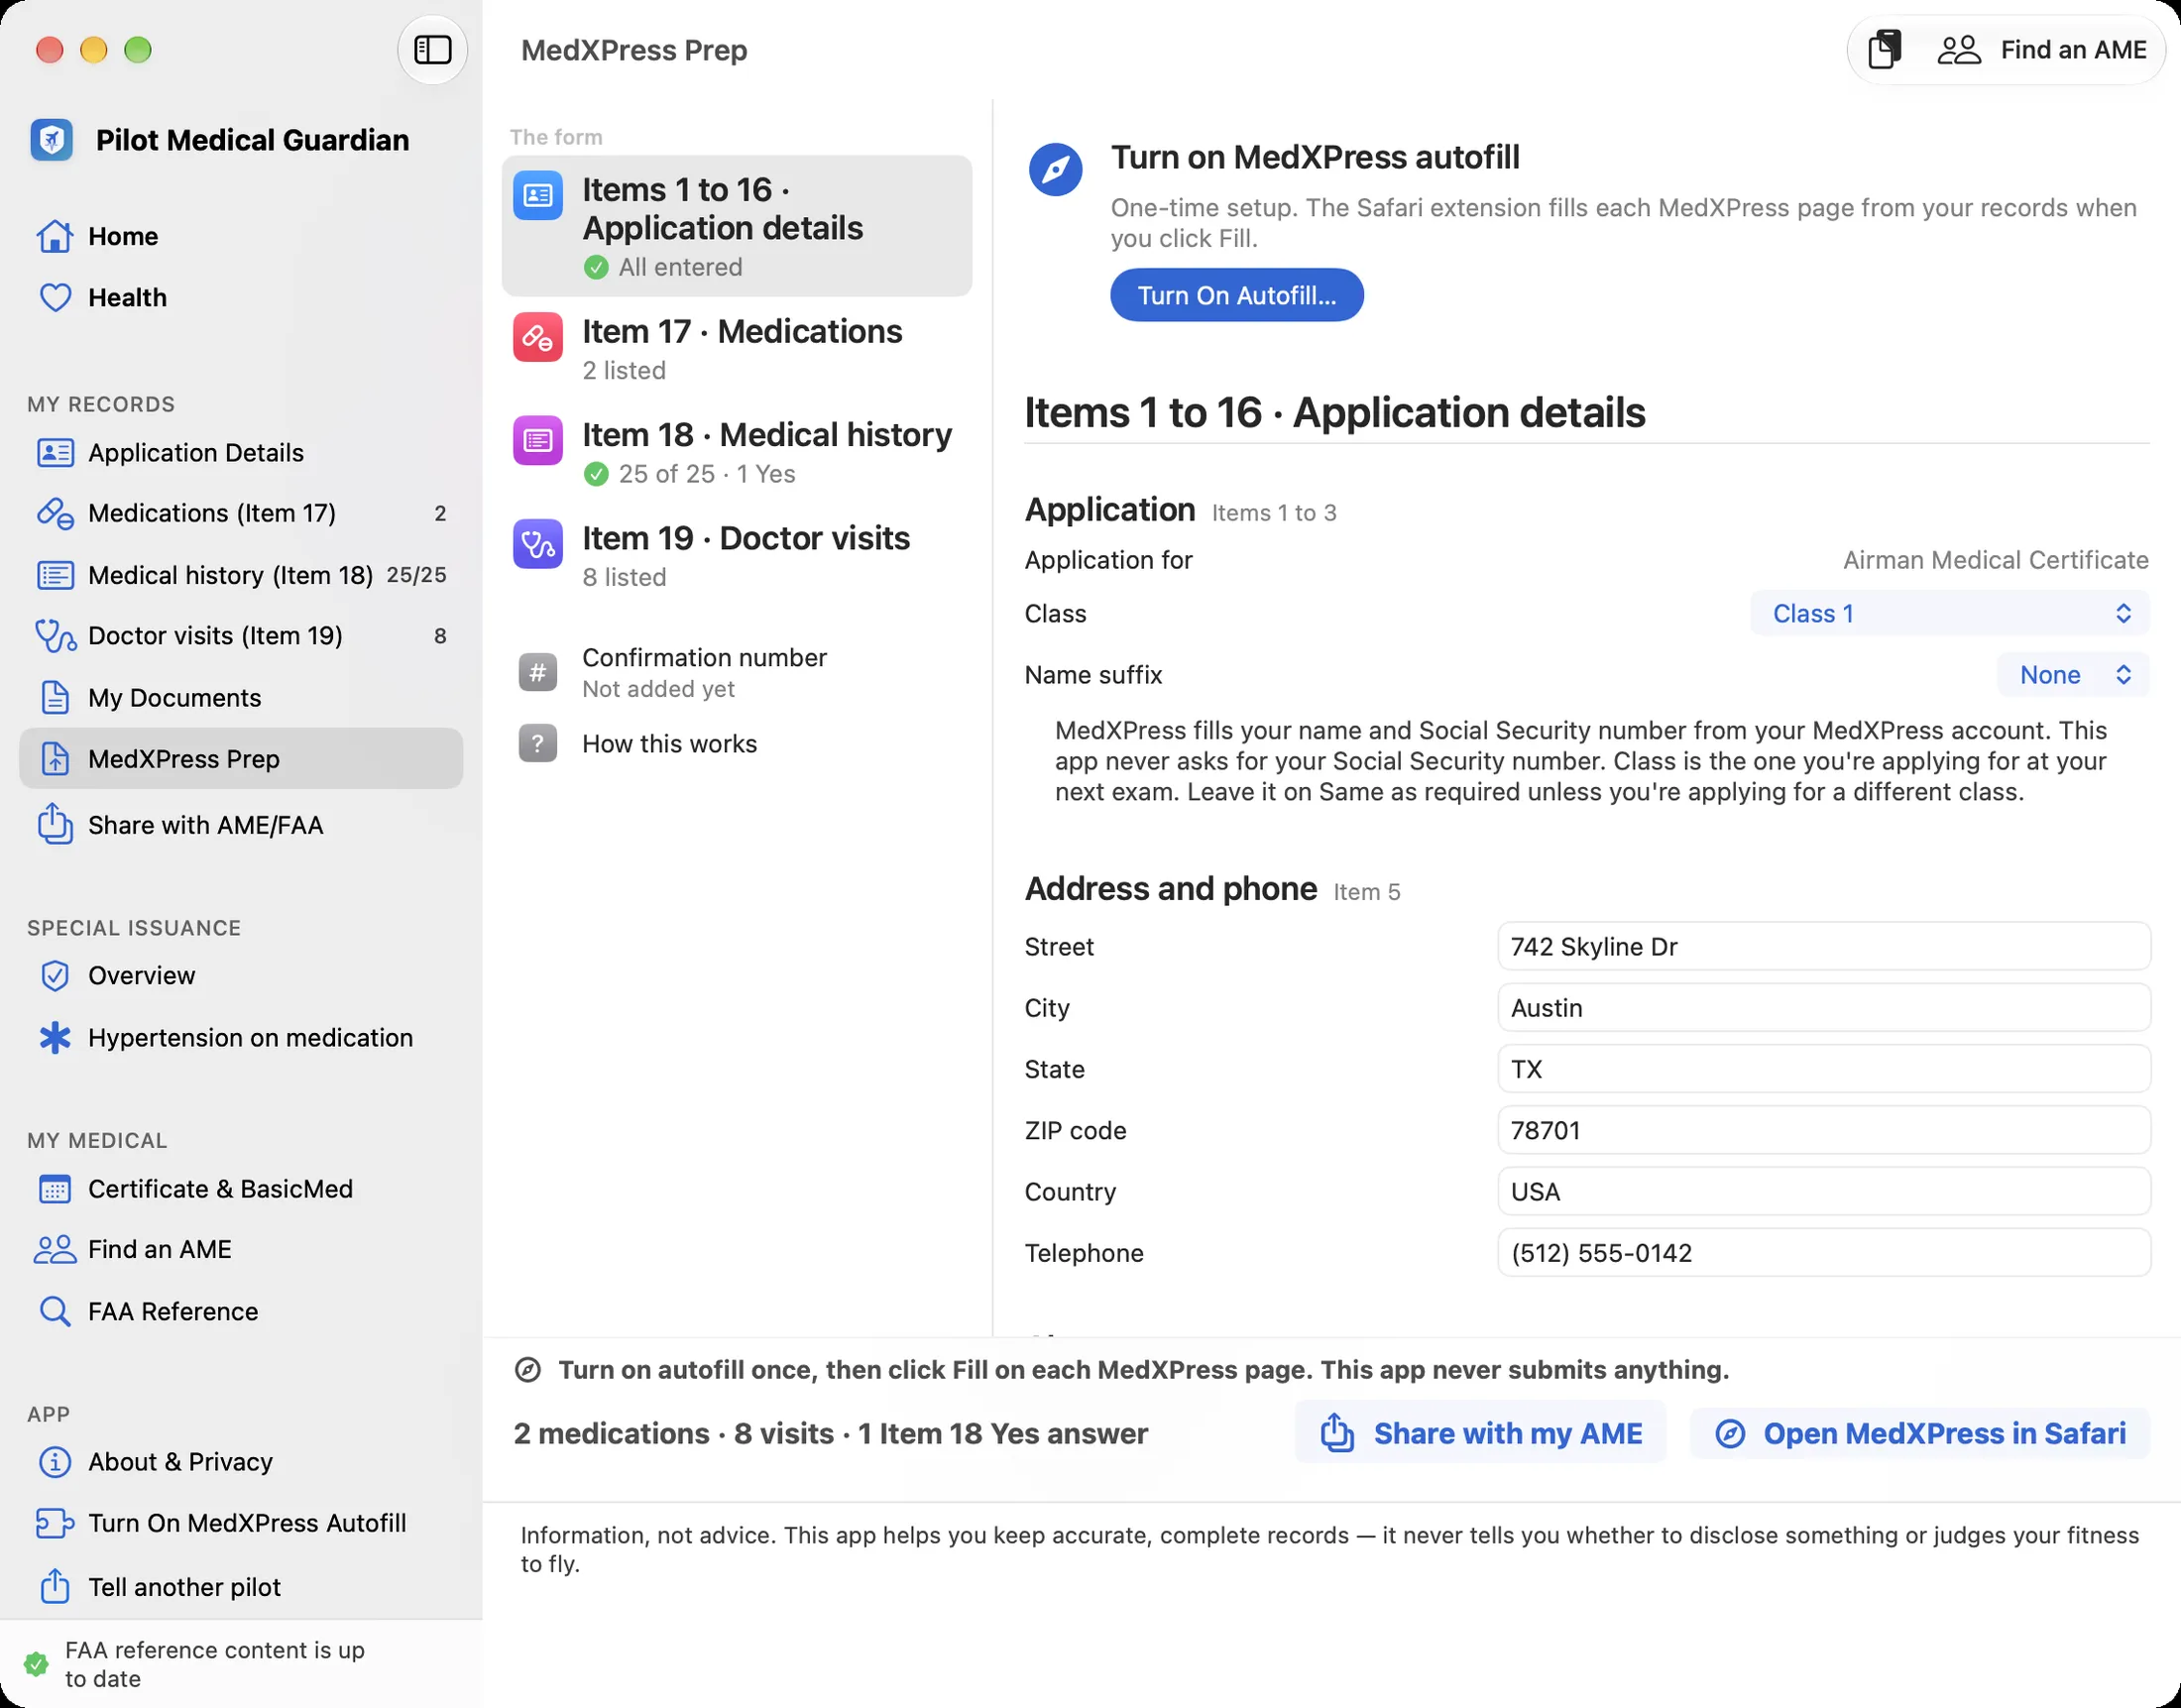 MedXPress Prep
Find an AME
Pilot Medical Guardian
Home
Health
MY RECORDS
Application Details
Medications (Item 17) 2
Medical history (Item 18) 25/25
Doctor visits (Item 19) 8
My Documents
MedXPress Prep
Share with AME/FAA
SPECIAL ISSUANCE
Overview
Hypertension on medication
MY MEDICAL
Certificate & BasicMed
Find an AME
FAA Reference
APP
About & Privacy
Turn On MedXPress Autofill
Tell another pilot
FAA reference content is up
to date
The form
Items 1 to 16 ·
Application details
All entered
Item 17 · Medications
2 listed
Item 18 · Medical history
25 of 25 · 1 Yes
Item 19 · Doctor visits
8 listed
# Confirmation number
Not added yet
? How this works
Turn on MedXPress autofill
One-time setup. The Safari extension fills each MedXPress page from your records when
you click Fill.
Turn On Autofill...
Items 1 to 16 · Application details
Application Items 1 to 3
Application for Airman Medical Certificate
Class Class 1
Name suffix None
MedXPress fills your name and Social Security number from your MedXPress account. This
app never asks for your Social Security number. Class is the one you're applying for at your
next exam. Leave it on Same as required unless you're applying for a different class.
Address and phone Item 5
Street 742 Skyline Dr
City Austin
State TX
ZIP code 78701
Country USA
Telephone (512) 555-0142
Turn on autofill once, then click Fill on each MedXPress page. This app never submits anything.
2 medications · 8 visits · 1 Item 18 Yes answer
Share with my AME
Open MedXPress in Safari
Information, not advice. This app helps you keep accurate, complete records — it never tells you whether to disclose something or judges your fitness
to fly.